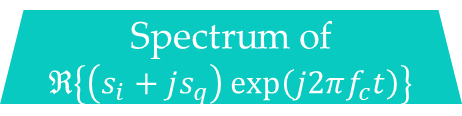 Spectrum of
ℜ{(s_i + js_q) exp(j2πf_ct)}